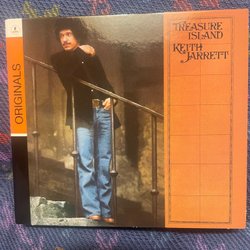 TREASURE
ISLAND
KEITH
JARRETT
ORIGINALS